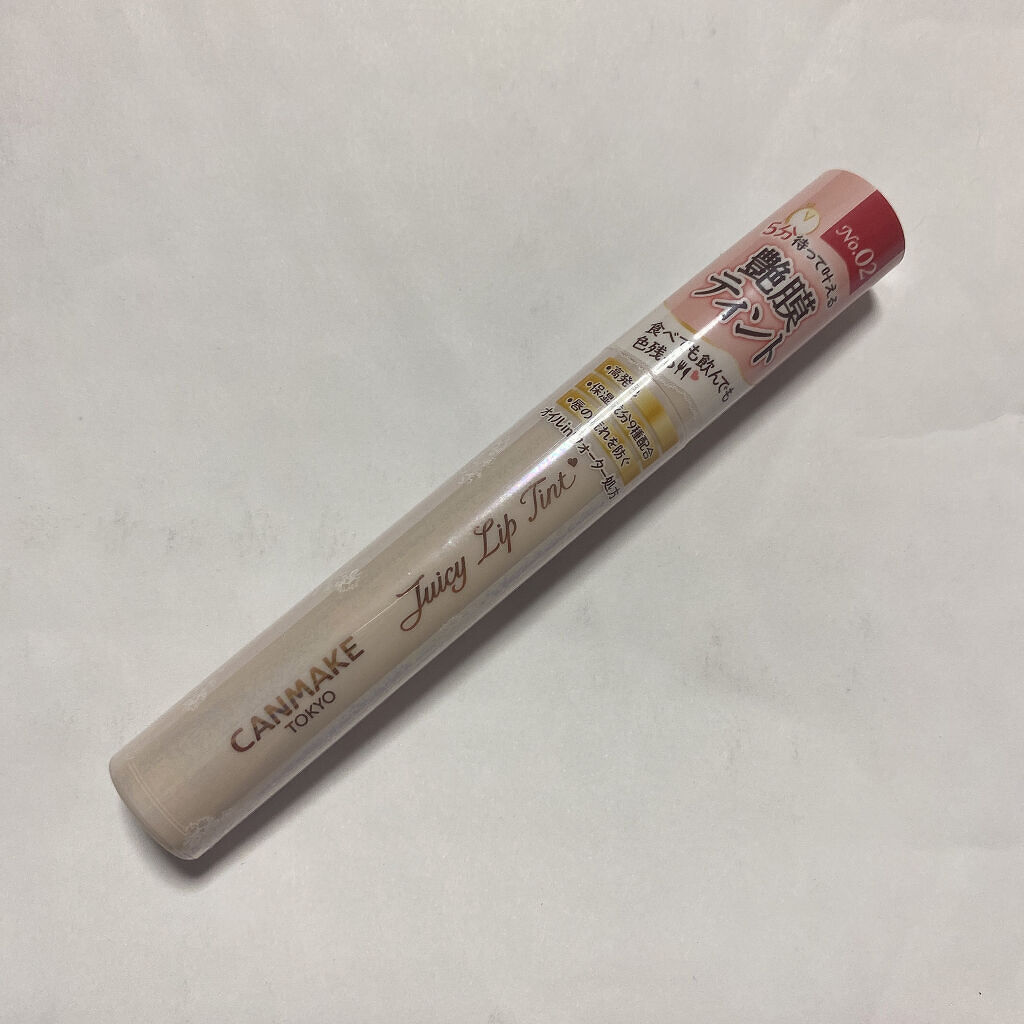 No.02
5分待って叶える
艶膜
ティント
食べても飲んでも
色残
•高発
•保湿成分9種配合
•唇の荒れを防ぐ
オイルinウォーター処方
Juicy Lip Tint
CANMAKE
TOKYO